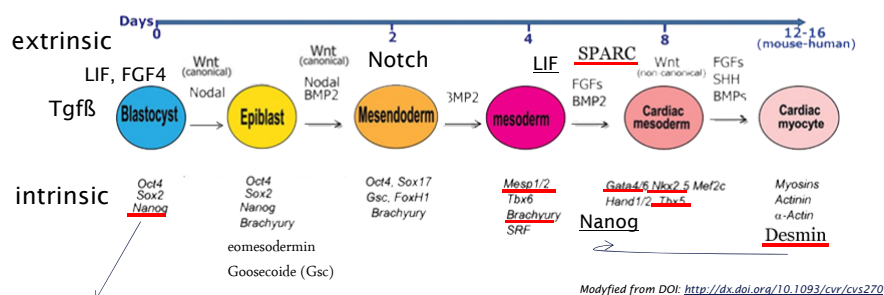 Days
0
2
4
8
12-16
(mouse-human)
extrinsic
LIF, FGF4
Tgfß
Wnt
(canonical)
Nodal
Wnt
(canonical)
Nodal
BMP2
Notch
BMP2
LIF
SPARC
FGFs
BMP2
Wnt
(non canonical)
FGFs
SHH
BMPs
Blastocyst
Epiblast
Mesendoderm
mesoderm
Cardiac
mesoderm
Cardiac
myocyte
intrinsic
Oct4
Sox2
Nanog
Oct4
Sox2
Nanog
Brachyury
eomesodermin
Goosecoide (Gsc)
Oct4, Sox17
Gsc, FoxH1
Brachyury
Mesp1/2
Tbx6
Brachyury
SRF
Gata4/6 Nkx2.5 Mef2c
Hand1/2 Tbx5
Nanog
Myosins
Actinin
α-Actin
Desmin
Modyfied from DOI: http://dx.doi.org/10.1093/cvr/cvs270